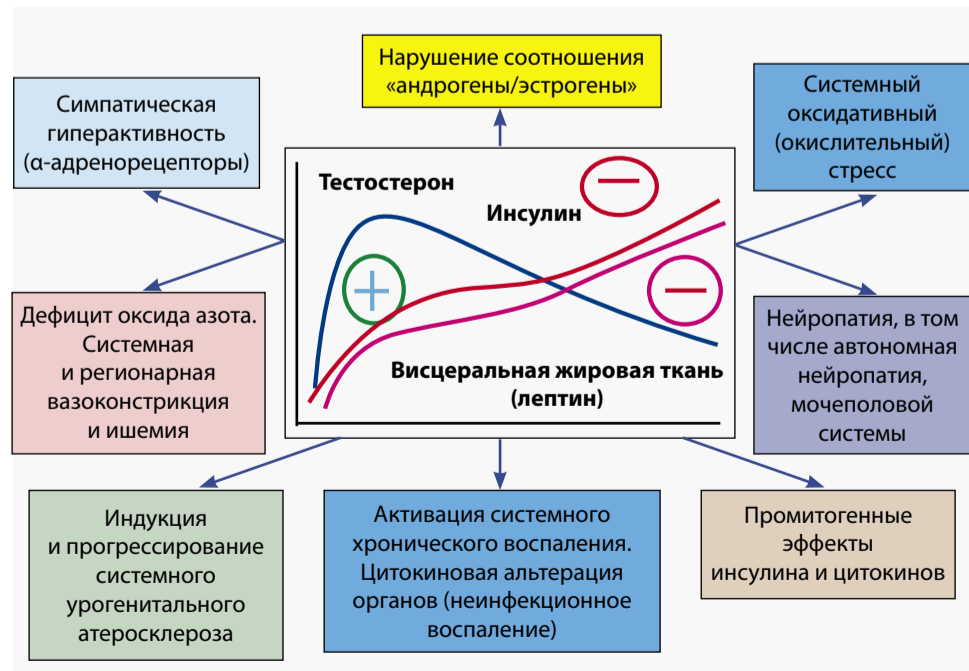 Нарушение соотношения
«андрогены/эстрогены»
Симпатическая
гиперактивность
(α-адренорецепторы)
Системный
оксидативный
(окислительный)
стресс
Тестостерон
Инсулин
−
+
−
Висцеральная жировая ткань
(лептин)
Дефицит оксида азота.
Системная
и регионарная
вазоконстрикция
и ишемия
Нейропатия, в том
числе автономная
нейропатия,
мочеполовой
системы
Индукция
и прогрессирование
системного
урогенитального
атеросклероза
Активация системного
хронического воспаления.
Цитокиновая альтерация
органов (неинфекционное
воспаление)
Промитогенные
эффекты
инсулина и цитокинов